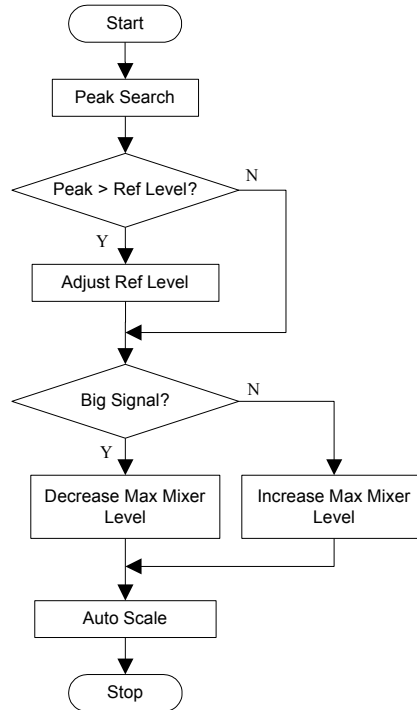 Start
Peak Search
Peak > Ref Level?
N
Y
Adjust Ref Level
Big Signal?
N
Y
Decrease Max Mixer
Level
Increase Max Mixer
Level
Auto Scale
Stop